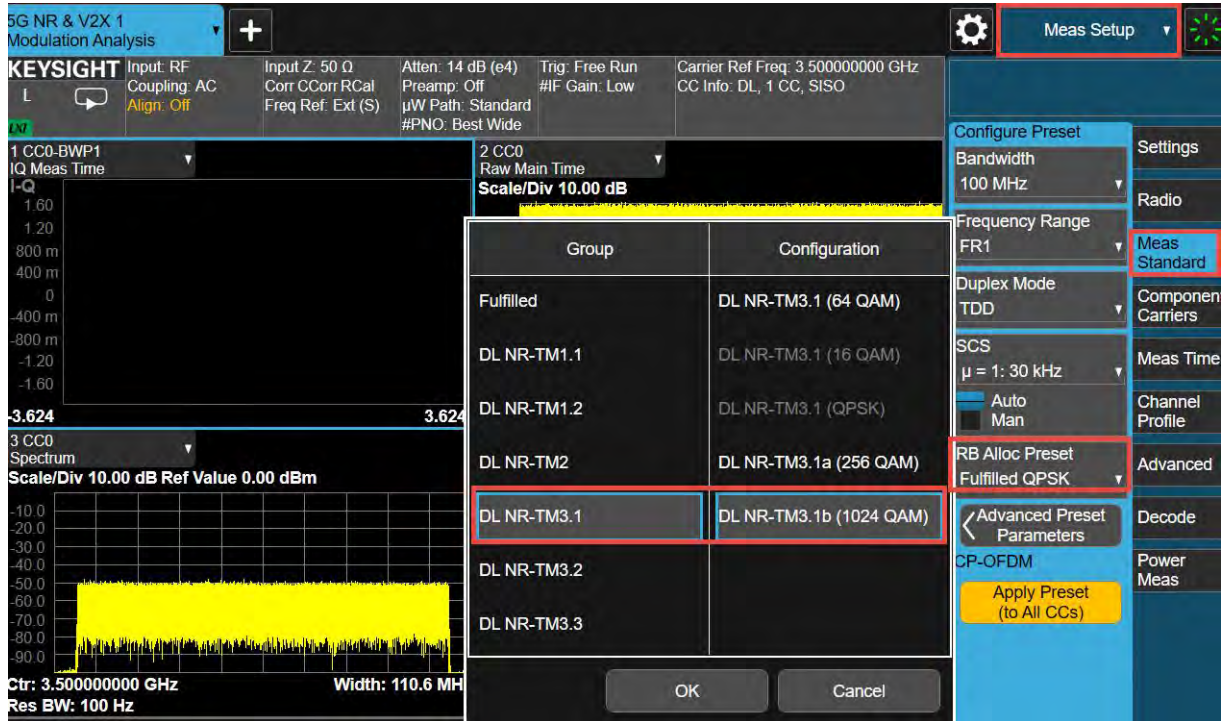 5G NR & V2X 1
Modulation Analysis
Meas Setup
KEYSIGHT
L
LXI
Input: RF
Coupling: AC
Align: Off
Input Z: 50 Ω
Corr CCorr RCal
Freq Ref: Ext (S)
Atten: 14 dB (e4)
Preamp: Off
µW Path: Standard
#PNO: Best Wide
Trig: Free Run
#IF Gain: Low
Carrier Ref Freq: 3.500000000 GHz
CC Info: DL, 1 CC, SISO
1 CC0-BWP1
IQ Meas Time
I-Q
1.60
1.20
800 m
400 m
0
-400 m
-800 m
-1.20
-1.60
-3.624
3.624
2 CC0
Raw Main Time
Scale/Div 10.00 dB
3 CC0
Spectrum
Scale/Div 10.00 dB Ref Value 0.00 dBm
-10.0
-20.0
-30.0
-40.0
-50.0
-60.0
-70.0
-80.0
-90.0
Ctr: 3.500000000 GHz
Width: 110.6 MH
Res BW: 100 Hz
Group
Configuration
Fulfilled
DL NR-TM3.1 (64 QAM)
DL NR-TM1.1
DL NR-TM3.1 (16 QAM)
DL NR-TM1.2
DL NR-TM3.1 (QPSK)
DL NR-TM2
DL NR-TM3.1a (256 QAM)
DL NR-TM3.1
DL NR-TM3.1b (1024 QAM)
DL NR-TM3.2
DL NR-TM3.3
OK
Cancel
Configure Preset
Bandwidth
100 MHz
Frequency Range
FR1
Duplex Mode
TDD
SCS
µ = 1: 30 kHz
Auto
Man
RB Alloc Preset
Fulfilled QPSK
Advanced Preset
Parameters
CP-OFDM
Apply Preset
(to All CCs)
Settings
Radio
Meas
Standard
Componen
Carriers
Meas Time
Channel
Profile
Advanced
Decode
Power
Meas